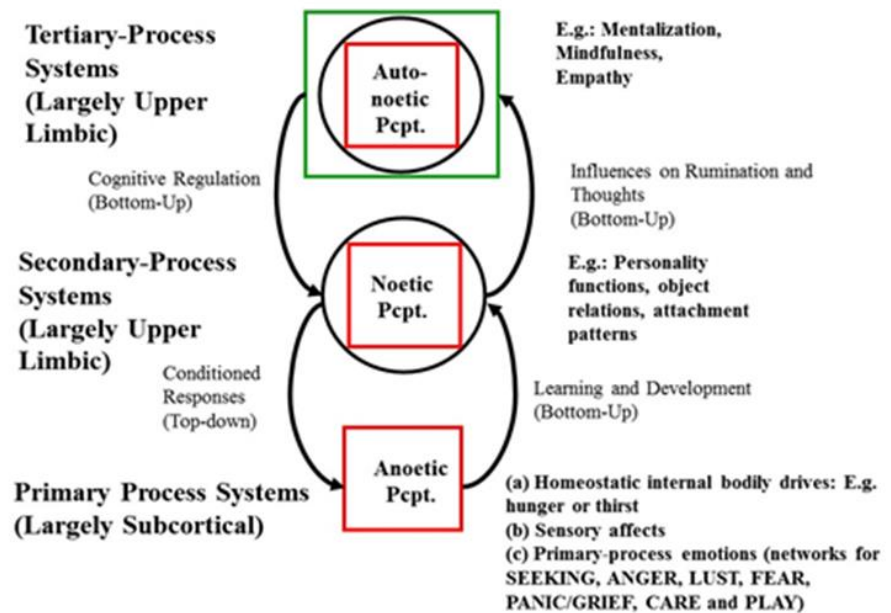 Tertiary-Process
Systems
(Largely Upper
Limbic)
Auto-
noetic
Pcpt.
E.g.: Mentalization,
Mindfulness,
Empathy
Cognitive Regulation
(Bottom-Up)
Influences on Rumination and
Thoughts
(Bottom-Up)
Secondary-Process
Systems
(Largely Upper
Limbic)
Noetic
Pcpt.
E.g.: Personality
functions, object
relations, attachment
patterns
Conditioned
Responses
(Top-down)
Learning and Development
(Bottom-Up)
Primary Process Systems
(Largely Subcortical)
Anoetic
Pcpt.
(a) Homeostatic internal bodily drives: E.g.
hunger or thirst
(b) Sensory affects
(c) Primary-process emotions (networks for
SEEKING, ANGER, LUST, FEAR,
PANIC/GRIEF, CARE and PLAY)